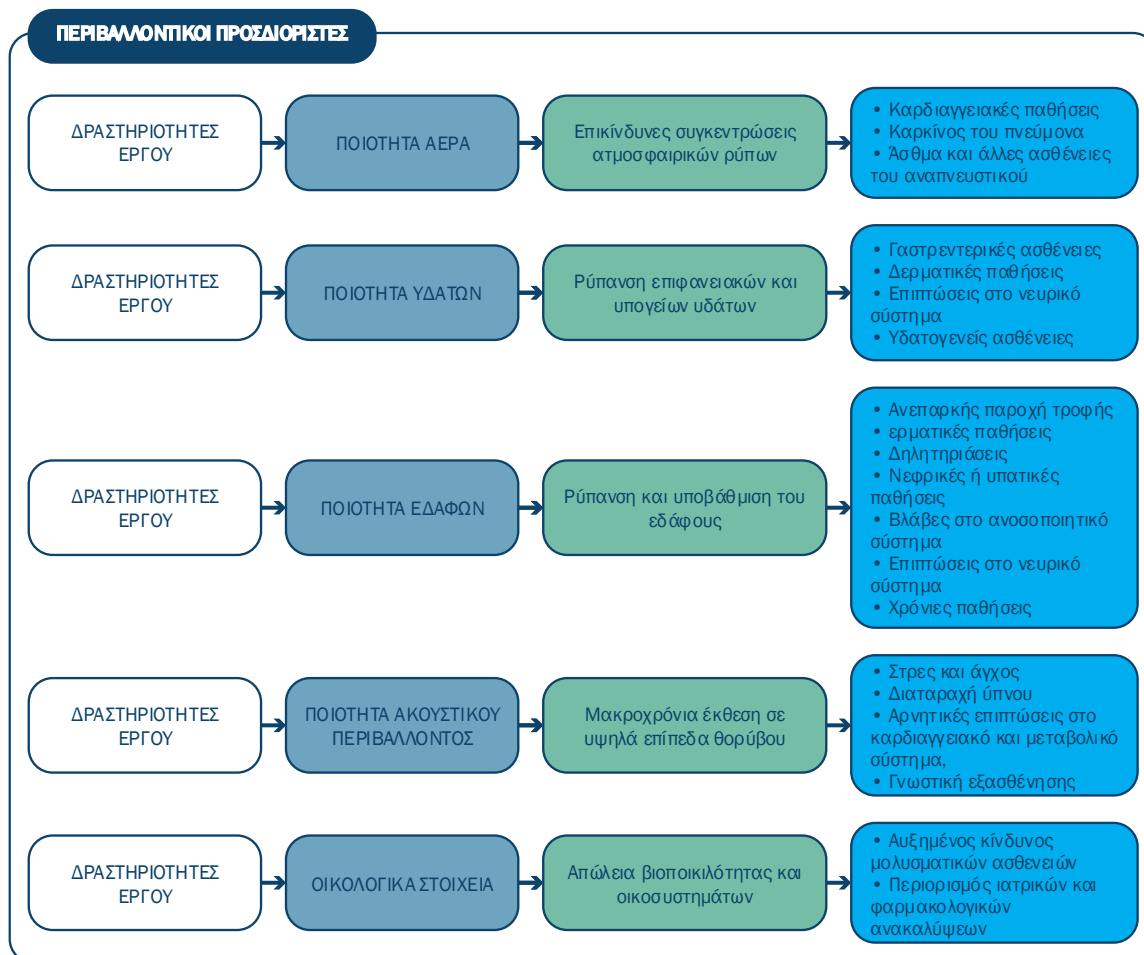 ΠΕΡΙΒΑΛΛΟΝΤΙΚΟΙ ΠΡΟΣΔΙΟΡΙΣΤΕΣ
ΔΡΑΣΤΗΡΙΟΤΗΤΕΣ
ΕΡΓΟΥ
ΠΟΙΟΤΗΤΑ ΑΕΡΑ
Επικίνδυνες συγκεντρώσεις
ατμοσφαιρικών ρύπων
• Καρδιαγγειακές παθήσεις
• Καρκίνος του πνεύμονα
• Άσθμα και άλλες ασθένειες
του αναπνευστικού
ΔΡΑΣΤΗΡΙΟΤΗΤΕΣ
ΕΡΓΟΥ
ΠΟΙΟΤΗΤΑ ΥΔΑΤΩΝ
Ρύπανση επιφανειακών και
υπογείων υδάτων
• Γαστρεντερικές ασθένειες
• Δερματικές παθήσεις
• Επιπτώσεις στο νευρικό
σύστημα
• Υδατογενείς ασθένειες
ΔΡΑΣΤΗΡΙΟΤΗΤΕΣ
ΕΡΓΟΥ
ΠΟΙΟΤΗΤΑ ΕΔΑΦΩΝ
Ρύπανση και υποβάθμιση του
εδάφους
• Ανεπαρκής παροχή τροφής
• ερματικές παθήσεις
• Δηλητηριάσεις
• Νεφρικές ή υπατικές
παθήσεις
• Βλάβες στο ανοσοποιητικό
σύστημα
• Επιπτώσεις στο νευρικό
σύστημα
• Χρόνιες παθήσεις
ΔΡΑΣΤΗΡΙΟΤΗΤΕΣ
ΕΡΓΟΥ
ΠΟΙΟΤΗΤΑ ΑΚΟΥΣΤΙΚΟΥ
ΠΕΡΙΒΑΛΛΟΝΤΟΣ
Μακροχρόνια έκθεση σε
υψηλά επίπεδα θορύβου
• Στρες και άγχος
• Διαταραχή ύπνου
• Αρνητικές επιπτώσεις στο
καρδιαγγειακό και μεταβολικό
σύστημα,
• Γνωστική εξασθένησης
ΔΡΑΣΤΗΡΙΟΤΗΤΕΣ
ΕΡΓΟΥ
ΟΙΚΟΛΟΓΙΚΑ ΣΤΟΙΧΕΙΑ
Απώλεια βιοποικιλότητας και
οικοσυστημάτων
• Αυξημένος κίνδυνος
μολυσματικών ασθενειών
• Περιορισμός ιατρικών και
φαρμακολογικών
ανακαλύψεων